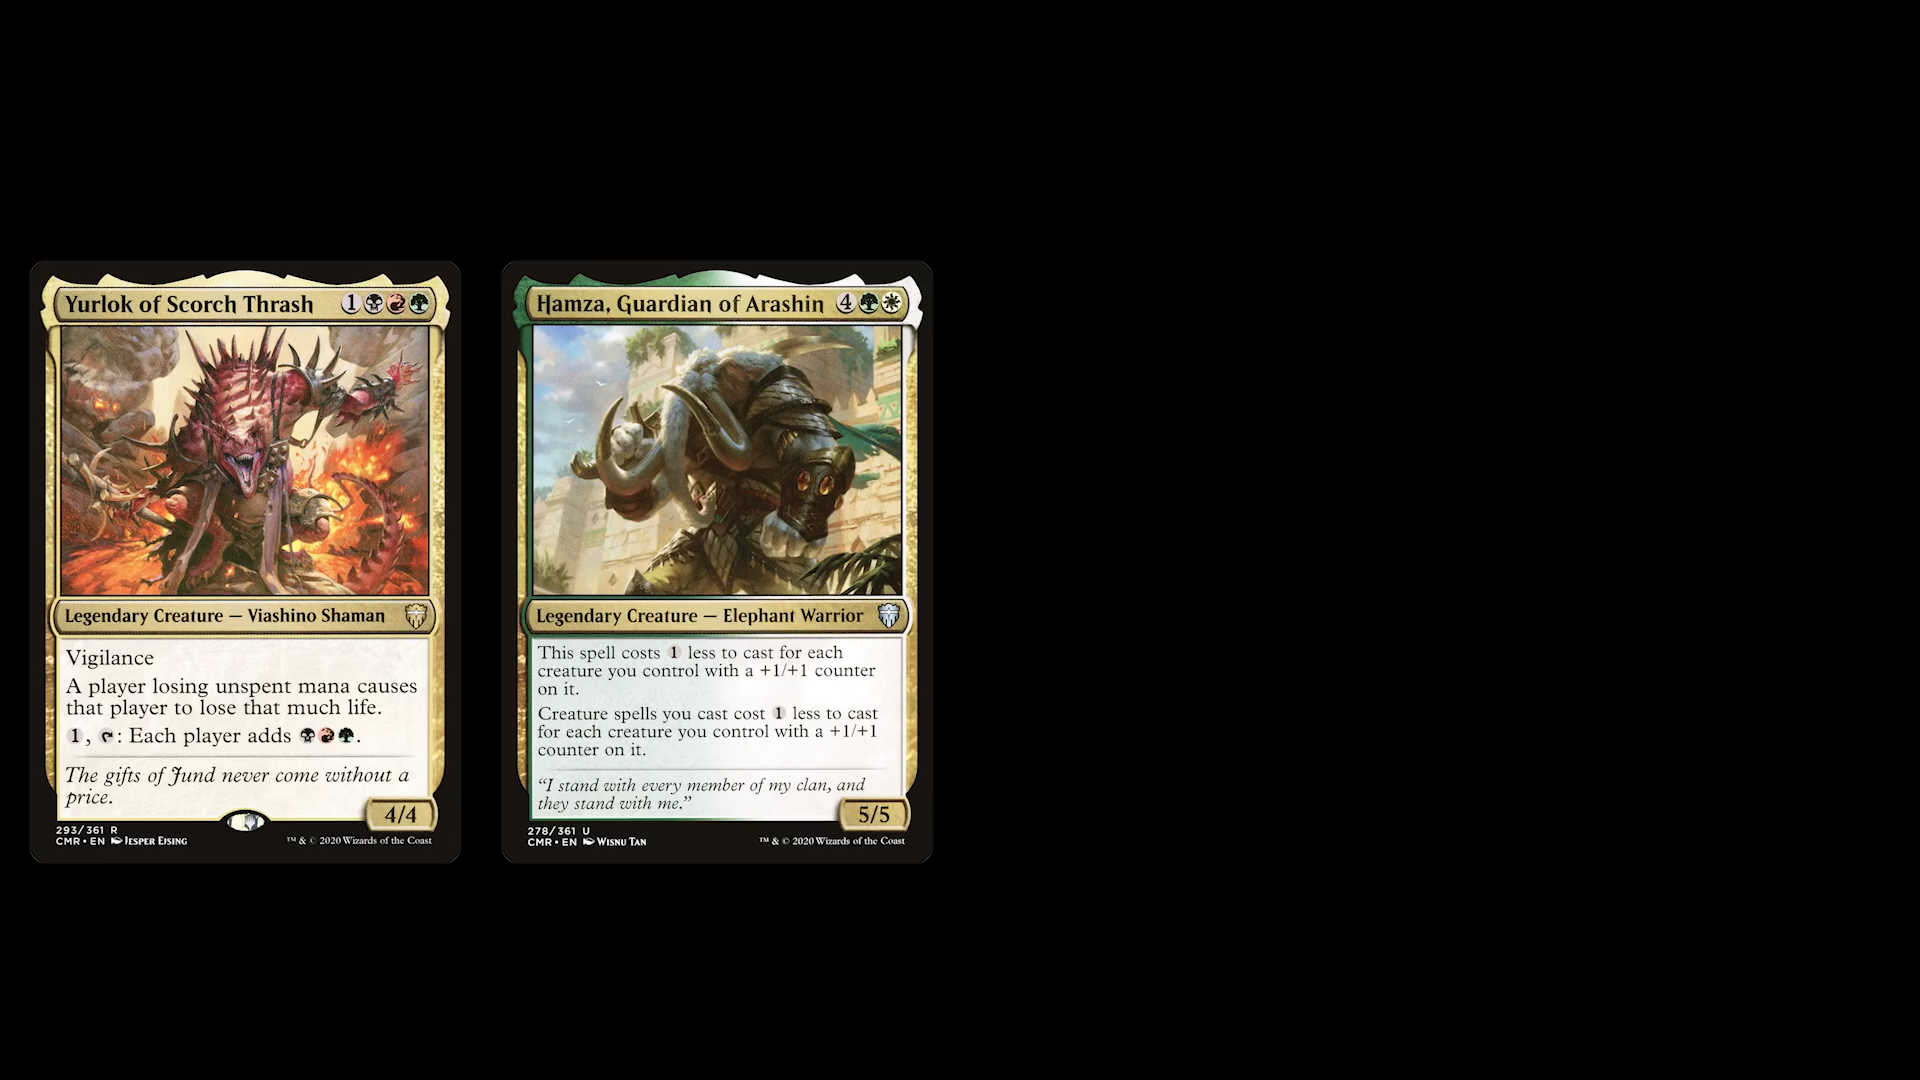 Yurlok of Scorch Thrash 1
Legendary Creature — Viashino Shaman
Vigilance
A player losing unspent mana causes
that player to lose that much life.
1, : Each player adds .
The gifts of Jund never come without a
price.
4/4
293/361 R
CMR • EN Jesper Ejsing
™ & © 2020 Wizards of the Coast
Hamza, Guardian of Arashin 4
Legendary Creature — Elephant Warrior
This spell costs 1 less to cast for each
creature you control with a +1/+1 counter
on it.
Creature spells you cast cost 1 less to cast
for each creature you control with a +1/+1
counter on it.
“I stand with every member of my clan, and
they stand with me.”
5/5
278/361 U
CMR • EN Wisnu Tan
™ & © 2020 Wizards of the Coast